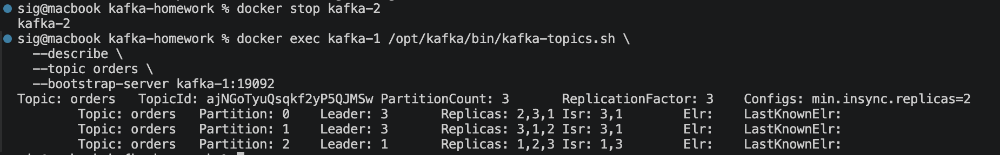 sig@macbook kafka-homework % docker stop kafka-2
kafka-2
sig@macbook kafka-homework % docker exec kafka-1 /opt/kafka/bin/kafka-topics.sh \
  --describe \
  --topic orders \
  --bootstrap-server kafka-1:19092
Topic: orders	TopicId: ajNGoTyuQsqkf2yP5QJMSw	PartitionCount: 3	ReplicationFactor: 3	Configs: min.insync.replicas=2
	Topic: orders	Partition: 0	Leader: 3	Replicas: 2,3,1	Isr: 3,1	Elr:	LastKnownElr:
	Topic: orders	Partition: 1	Leader: 3	Replicas: 3,1,2	Isr: 3,1	Elr:	LastKnownElr:
	Topic: orders	Partition: 2	Leader: 1	Replicas: 1,2,3	Isr: 1,3	Elr:	LastKnownElr: